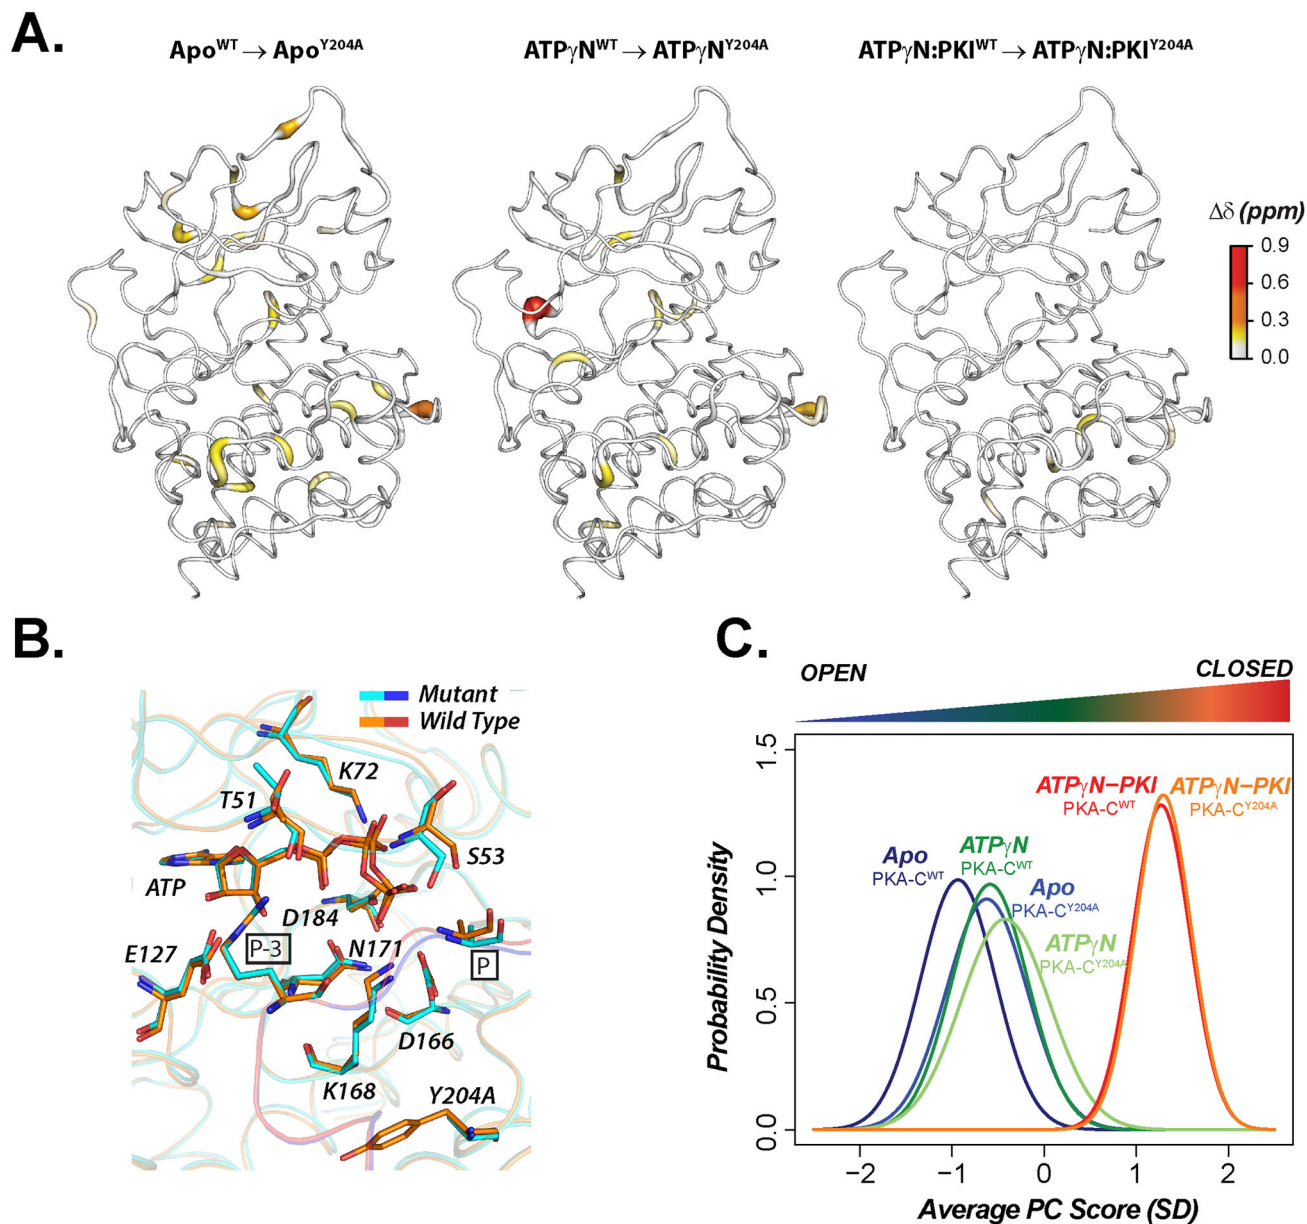 A.
Apo^WT → Apo^Y204A
ATPγN^WT → ATPγN^Y204A
ATPγN:PKI^WT → ATPγN:PKI^Y204A
Δδ (ppm)
0.9
0.6
0.3
0.0
B.
Mutant
Wild Type
K72
T51
S53
ATP
D184
E127
P-3
N171
P
D166
K168
Y204A
C.
OPEN
CLOSED
1.5
1.0
0.5
0.0
Probability Density
ATPγN–PKI
PKA-C^WT
ATPγN–PKI
PKA-C^Y204A
Apo
PKA-C^WT
ATPγN
PKA-C^WT
Apo
PKA-C^Y204A
ATPγN
PKA-C^Y204A
−2
−1
0
1
2
Average PC Score (SD)